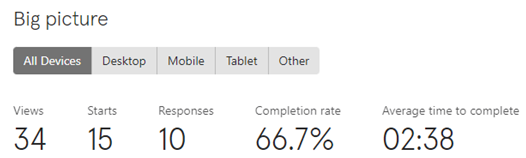 Big picture
All Devices Desktop Mobile Tablet Other
Views Starts Responses Completion rate Average time to complete
34 15 10 66.7% 02:38